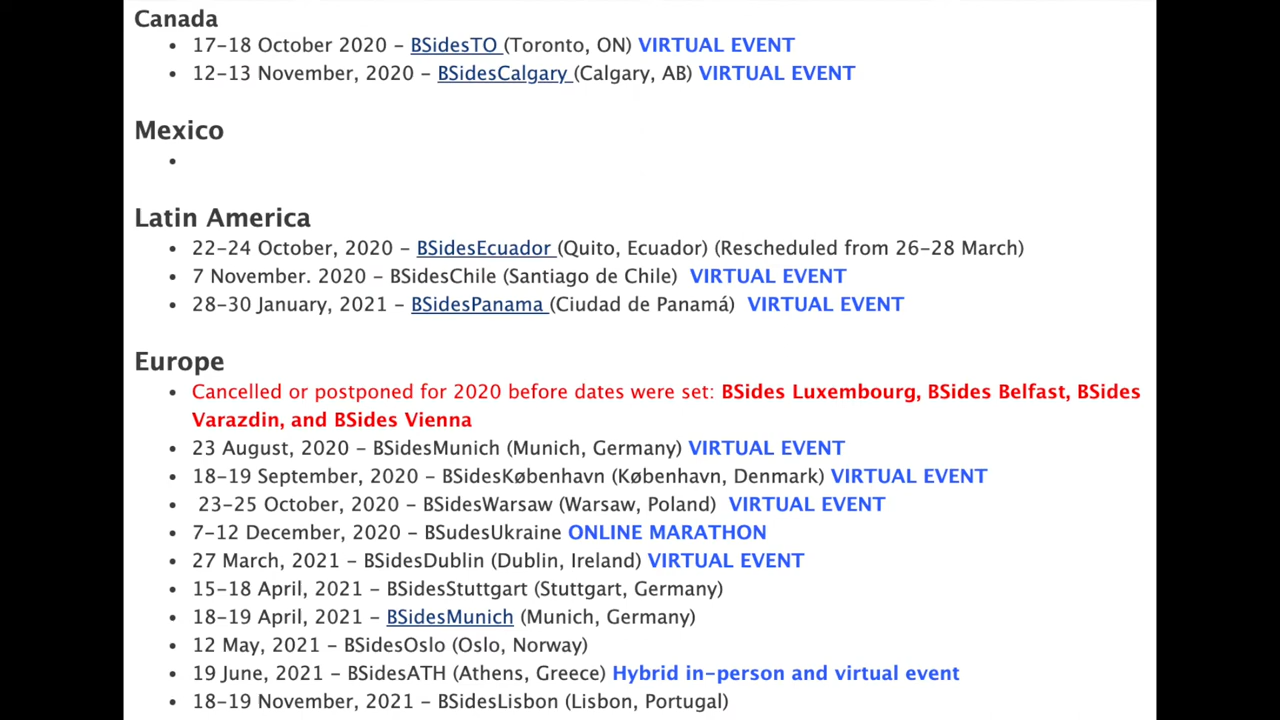 Canada
• 17-18 October 2020 – BSidesTO (Toronto, ON) VIRTUAL EVENT
• 12-13 November, 2020 – BSidesCalgary (Calgary, AB) VIRTUAL EVENT
Mexico
•
Latin America
• 22-24 October, 2020 – BSidesEcuador (Quito, Ecuador) (Rescheduled from 26-28 March)
• 7 November. 2020 – BSidesChile (Santiago de Chile) VIRTUAL EVENT
• 28-30 January, 2021 – BSidesPanama (Ciudad de Panamá) VIRTUAL EVENT
Europe
• Cancelled or postponed for 2020 before dates were set: BSides Luxembourg, BSides Belfast, BSides
Varazdin, and BSides Vienna
• 23 August, 2020 – BSidesMunich (Munich, Germany) VIRTUAL EVENT
• 18-19 September, 2020 – BSidesKøbenhavn (København, Denmark) VIRTUAL EVENT
• 23-25 October, 2020 – BSidesWarsaw (Warsaw, Poland) VIRTUAL EVENT
• 7-12 December, 2020 – BSudesUkraine ONLINE MARATHON
• 27 March, 2021 – BSidesDublin (Dublin, Ireland) VIRTUAL EVENT
• 15-18 April, 2021 – BSidesStuttgart (Stuttgart, Germany)
• 18-19 April, 2021 – BSidesMunich (Munich, Germany)
• 12 May, 2021 – BSidesOslo (Oslo, Norway)
• 19 June, 2021 – BSidesATH (Athens, Greece) Hybrid in-person and virtual event
• 18-19 November, 2021 – BSidesLisbon (Lisbon, Portugal)